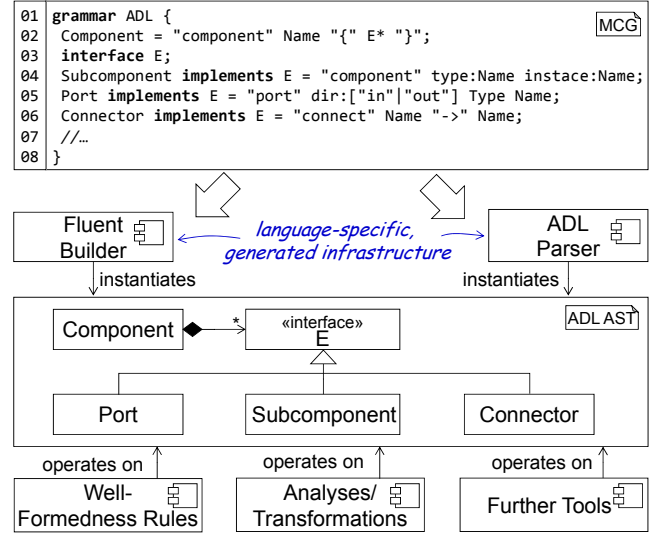 01 grammar ADL {
MCG
02 Component = "component" Name "{" E* "}";
03 interface E;
04 Subcomponent implements E = "component" type:Name instace:Name;
05 Port implements E = "port" dir:["in"|"out"] Type Name;
06 Connector implements E = "connect" Name "->" Name;
07 //…
08 }
Fluent
Builder
language-specific,
generated infrastructure
ADL
Parser
instantiates
instantiates
Component
*
«interface»
E
ADL AST
Port
Subcomponent
Connector
operates on
operates on
operates on
Well-
Formedness Rules
Analyses/
Transformations
Further Tools